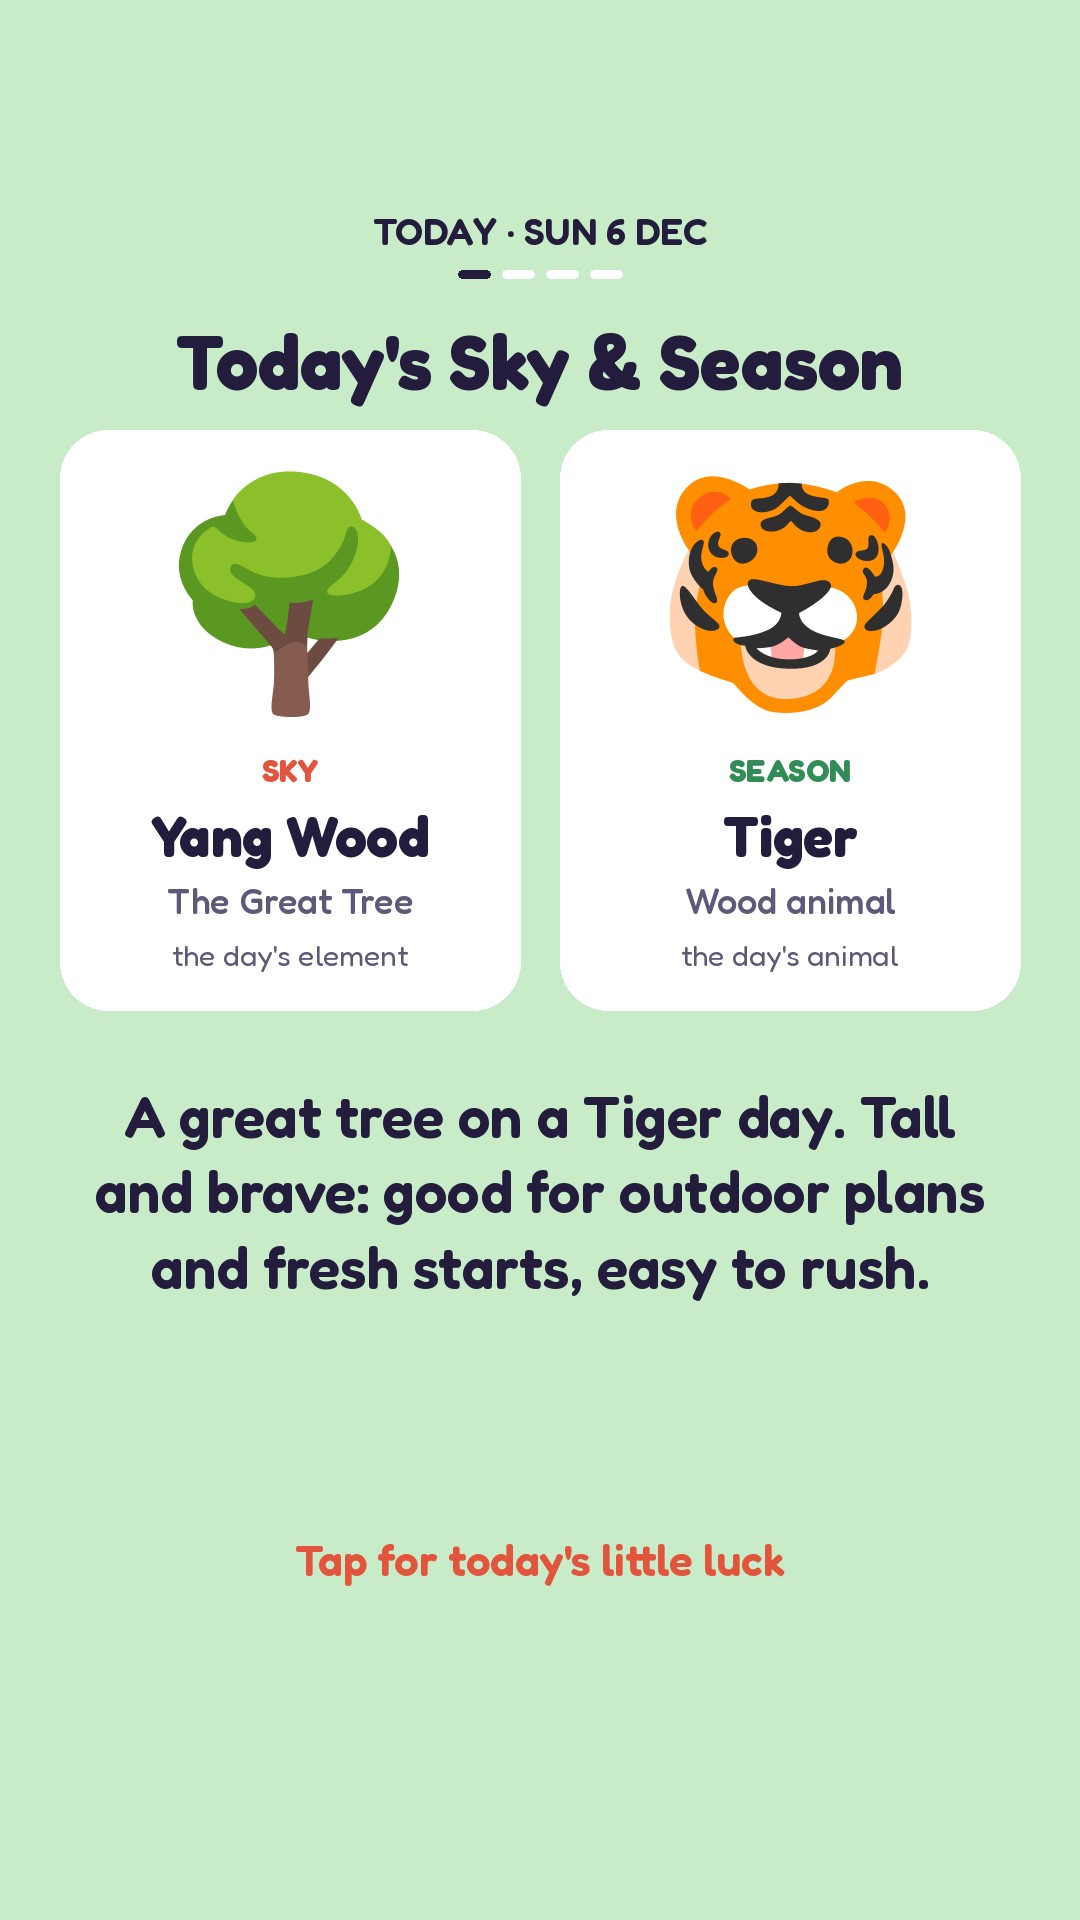 TODAY · SUN 6 DEC
Today's Sky & Season
SKY
Yang Wood
The Great Tree
the day's element
SEASON
Tiger
Wood animal
the day's animal
A great tree on a Tiger day. Tall
and brave: good for outdoor plans
and fresh starts, easy to rush.
Tap for today's little luck